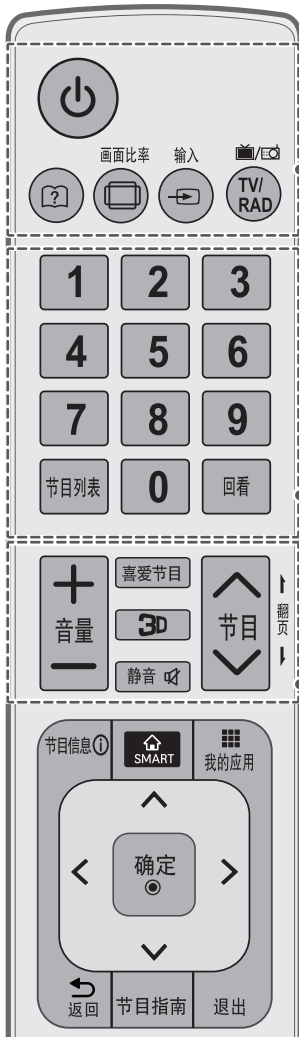 画面比率 输入 /
? TV/
RAD
1 2 3
4 5 6
7 8 9
节目列表 0 回看
喜爱节目
音量 3D 节目 翻页
静音
节目信息 SMART 我的应用
确定
返回 节目指南 退出